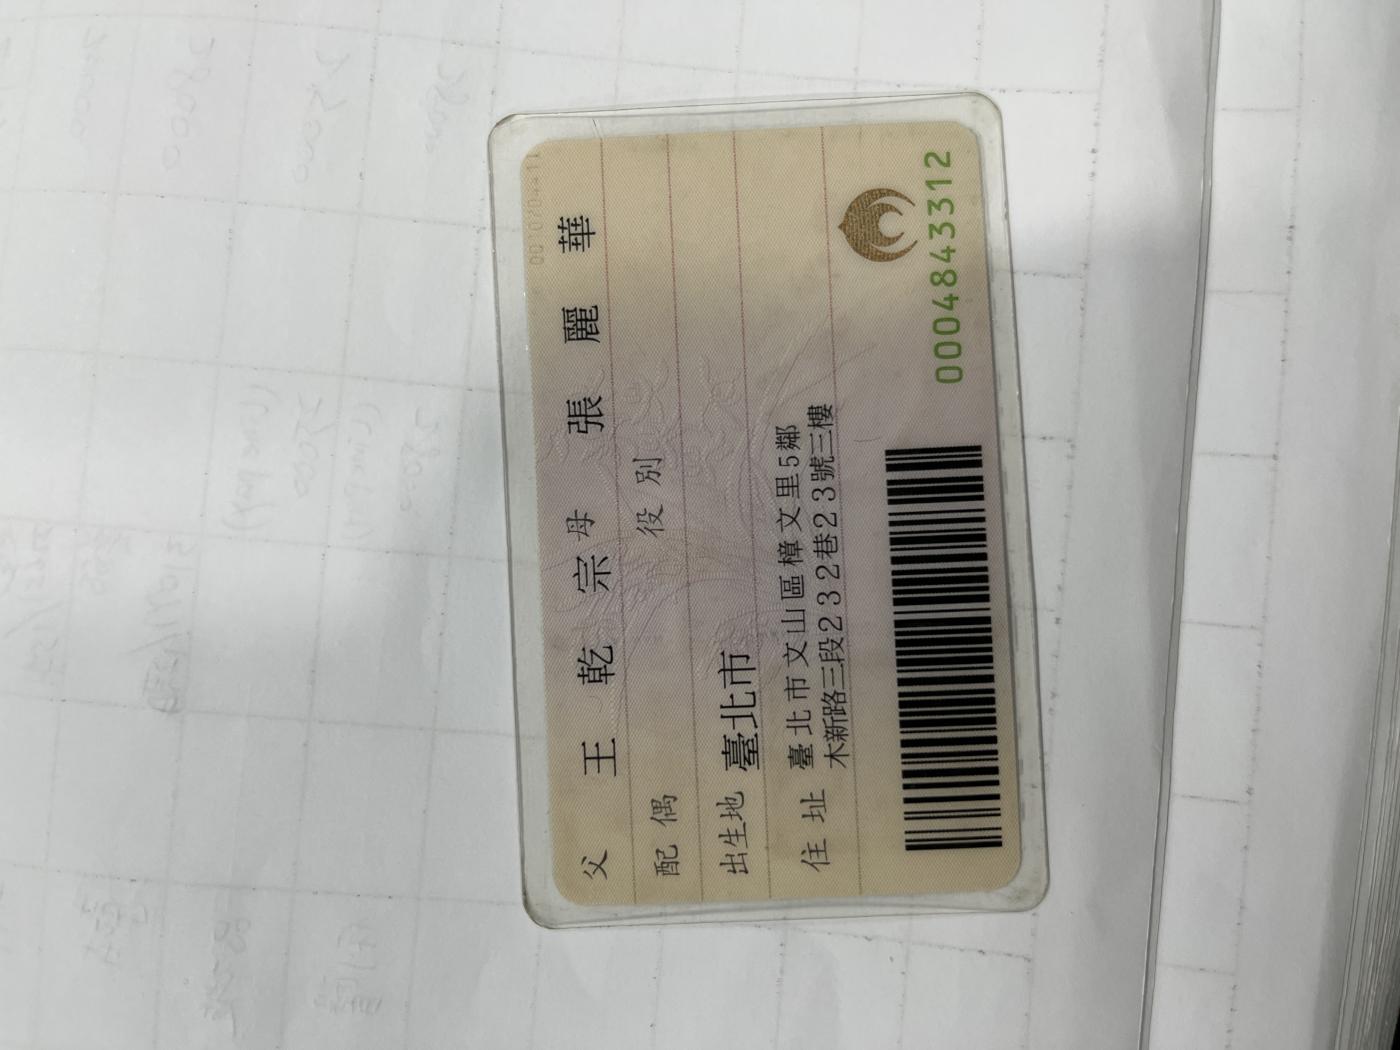 父 王乾宗 母 張麗華
配偶 役別
出生地 臺北市
住址 臺北市文山區樟文里5鄰
木新路三段232巷23號三樓
0004843312